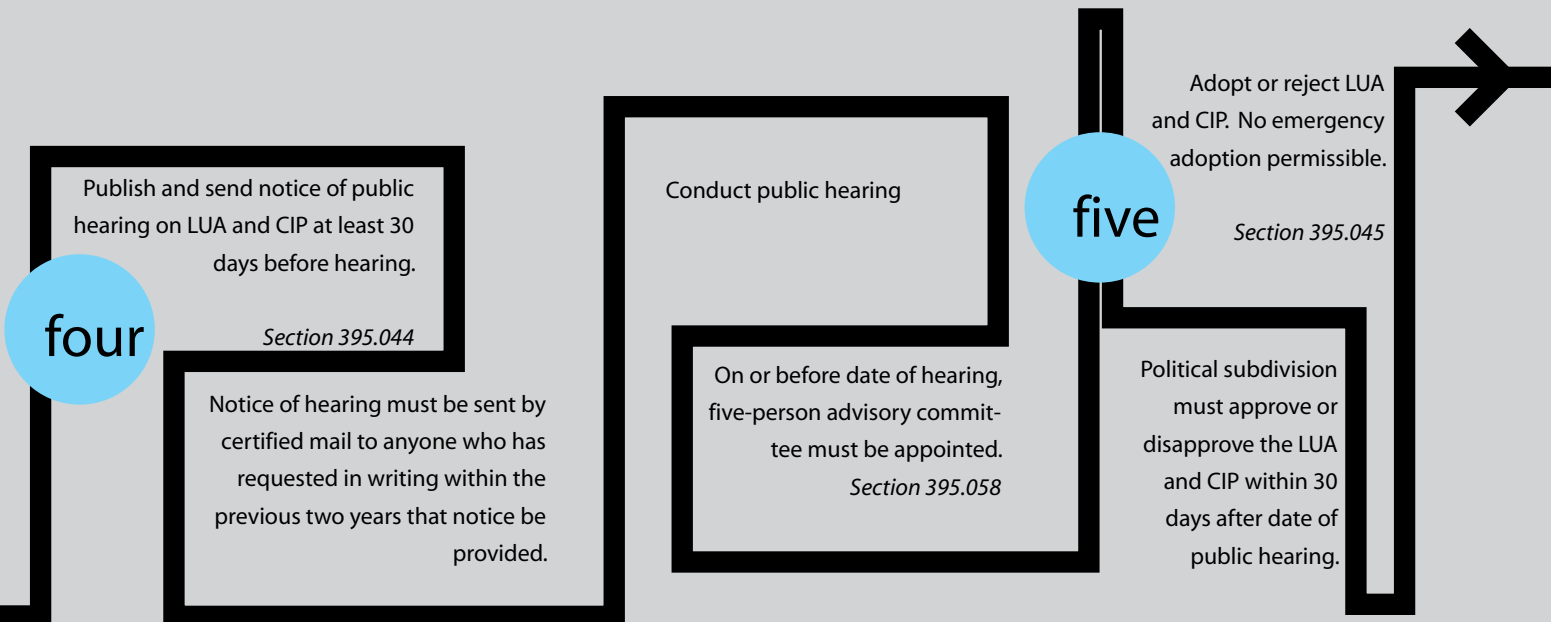 four
Publish and send notice of public
hearing on LUA and CIP at least 30
days before hearing.
Section 395.044
Notice of hearing must be sent by
certified mail to anyone who has
requested in writing within the
previous two years that notice be
provided.
Conduct public hearing
On or before date of hearing,
five-person advisory commit-
tee must be appointed.
Section 395.058
five
Adopt or reject LUA
and CIP. No emergency
adoption permissible.
Section 395.045
Political subdivision
must approve or
disapprove the LUA
and CIP within 30
days after date of
public hearing.